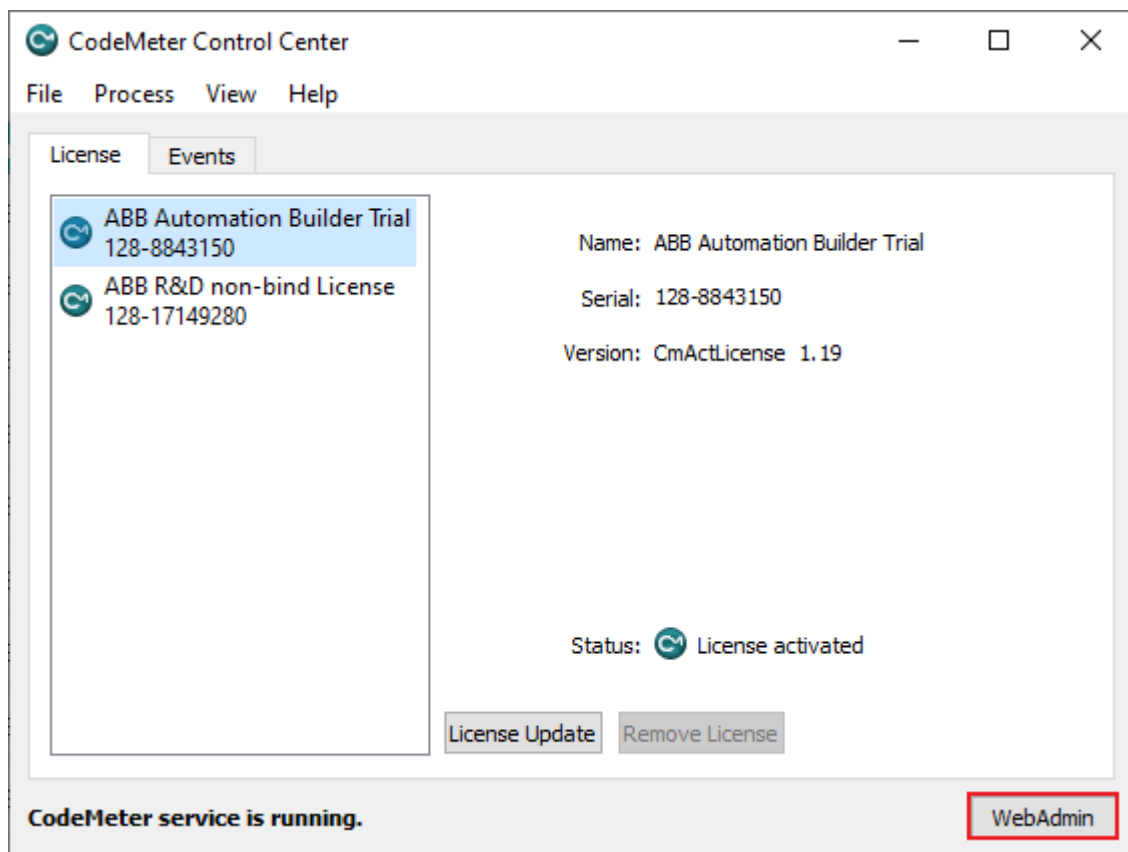 CodeMeter Control Center
File Process View Help
License Events
ABB Automation Builder Trial
128-8843150
ABB R&D non-bind License
128-17149280
Name: ABB Automation Builder Trial
Serial: 128-8843150
Version: CmActLicense 1.19
Status: License activated
License Update Remove License
CodeMeter service is running.
WebAdmin